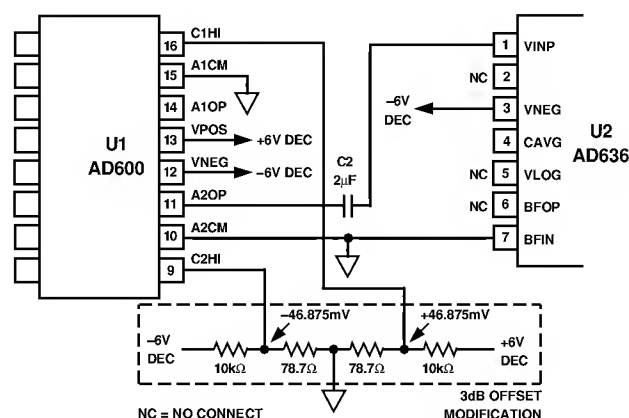 C1HI
16
1
VINP
A1CM
15
NC
2
A1OP
14
−6V
DEC
3
VNEG
U1
AD600
VPOS
13
+6V DEC
U2
AD636
4
CAVG
VNEG
12
−6V DEC
C2
2µF
NC
5
VLOG
A2OP
11
NC
6
BFOP
A2CM
10
7
BFIN
C2HI
9
−46.875mV
+46.875mV
−6V
DEC
+6V
DEC
10kΩ
78.7Ω
78.7Ω
10kΩ
3dB OFFSET
MODIFICATION
NC = NO CONNECT